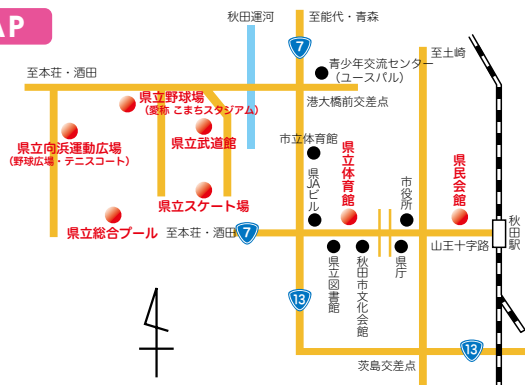 AP
秋田運河
至能代・青森
7
青少年交流センター
（ユースパル）
至土崎
至本荘・酒田
県立野球場
（愛称 こまちスタジアム）
港大橋前交差点
県立向浜運動広場
（野球広場・テニスコート）
県立武道館
市立体育館
県JAビル
県立体育館
市役所
県民会館
県立スケート場
県立総合プール
至本荘・酒田
7
山王十字路
秋田駅
県立図書館
秋田市文化会館
県庁
13
茨島交差点
13